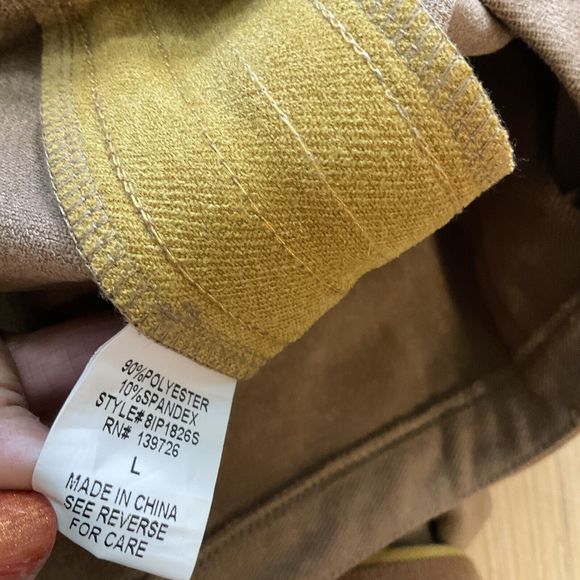 90%POLYESTER
10%SPANDEX
STYLE#8IP1826S
RN# 139726
L
MADE IN CHINA
SEE REVERSE
FOR CARE